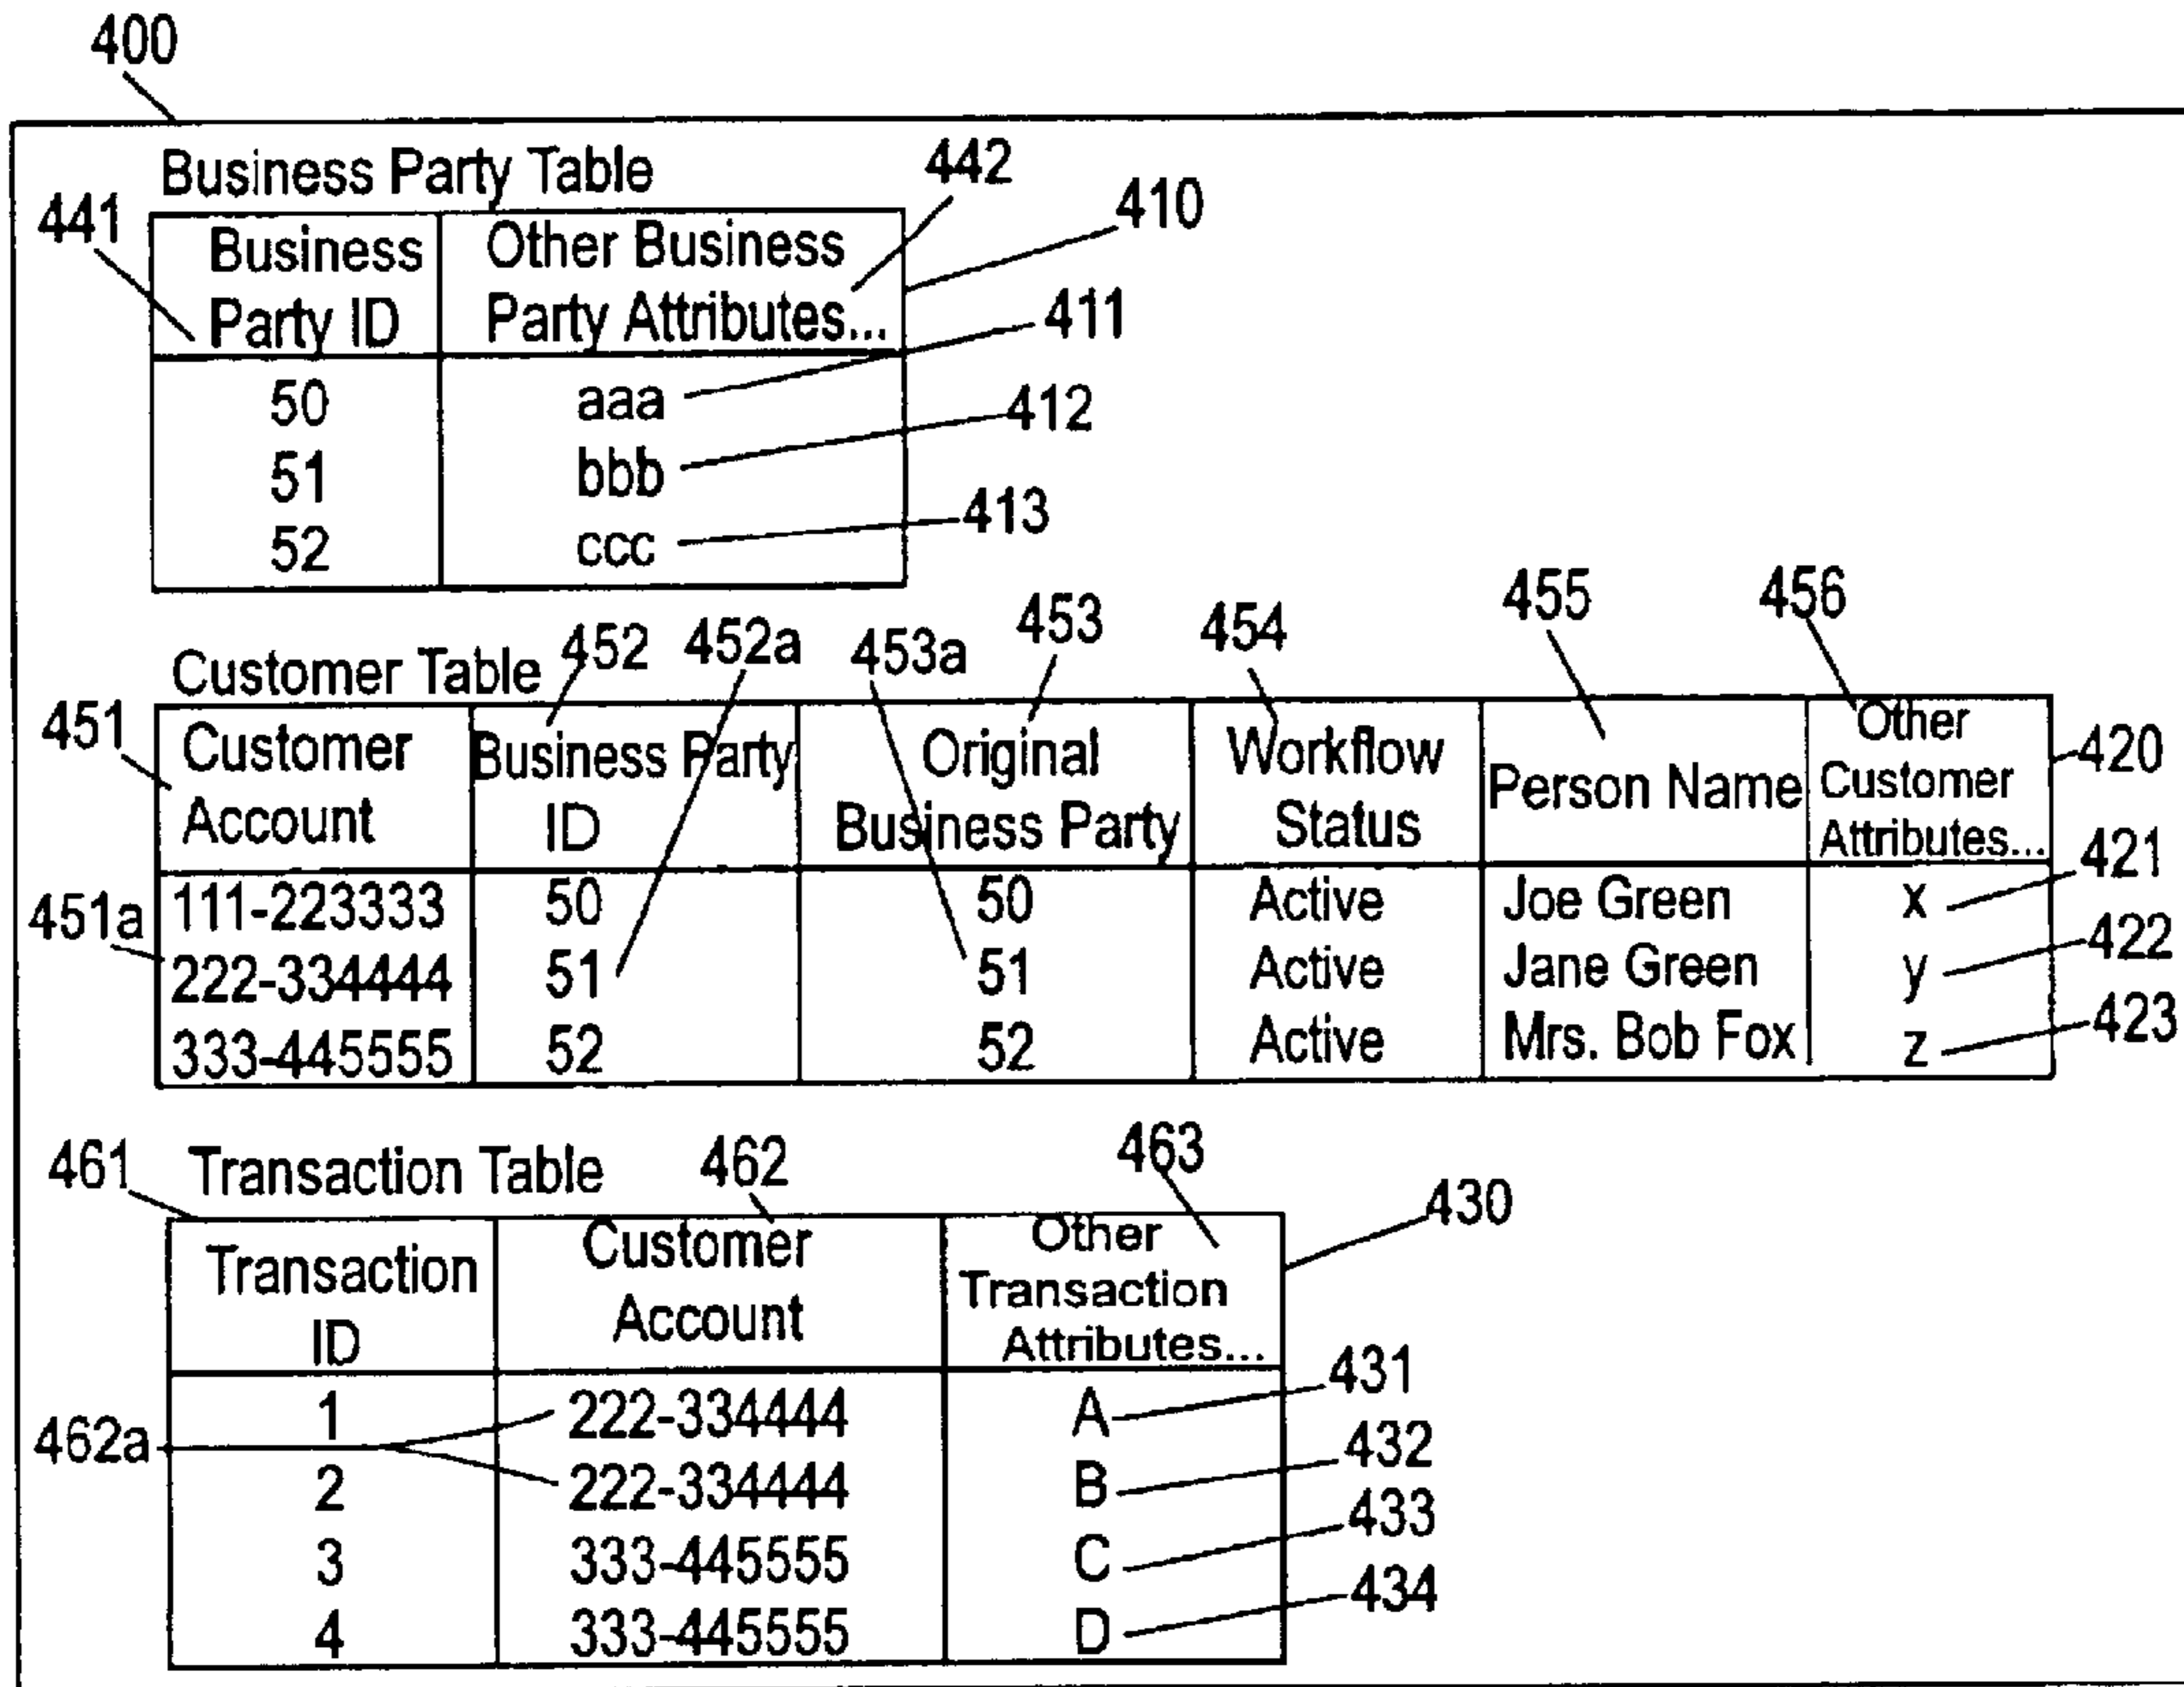 400
Business Party Table
442
441
410
Business Party ID
Other Business Party Attributes...
411
50 aaa
412
51 bbb
413
52 ccc
Customer Table
452
452a
453a
453
454
455
456
451
Customer Account
Business Party ID
Original Business Party
Workflow Status
Person Name
Other Customer Attributes...
420
421
451a
111-223333 50 50 Active Joe Green x
422
222-334444 51 51 Active Jane Green y
423
333-445555 52 52 Active Mrs. Bob Fox z
461
Transaction Table
462
463
430
Transaction ID
Customer Account
Other Transaction Attributes...
431
1 222-334444 A
462a
432
2 222-334444 B
433
3 333-445555 C
434
4 333-445555 D